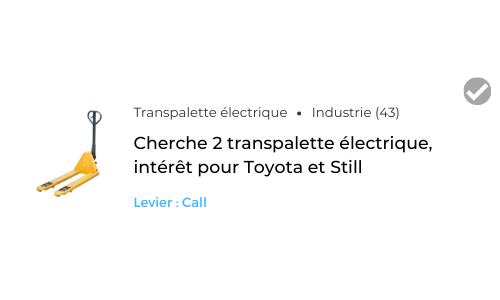 Transpalette électrique • Industrie (43)
Cherche 2 transpalette électrique,
intérêt pour Toyota et Still
Levier : Call